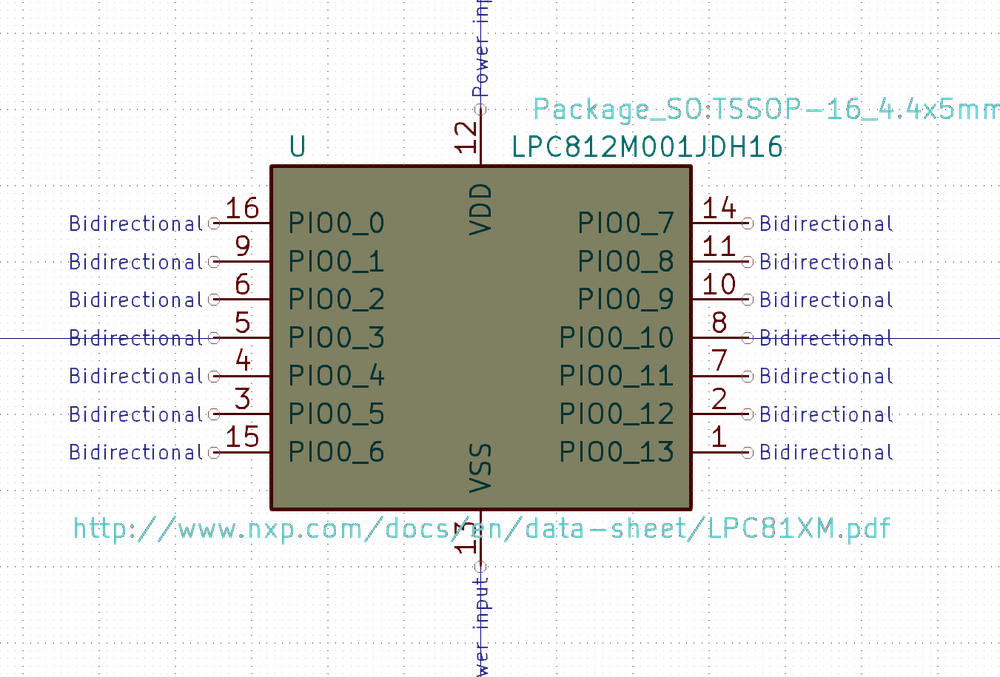 Power in
Package_SO:TSSOP-16_4.4x5mm
12
U LPC812M001JDH16
VDD
Bidirectional 16 PIO0_0 PIO0_7 14 Bidirectional
Bidirectional 9 PIO0_1 PIO0_8 11 Bidirectional
Bidirectional 6 PIO0_2 PIO0_9 10 Bidirectional
Bidirectional 5 PIO0_3 PIO0_10 8 Bidirectional
Bidirectional 4 PIO0_4 PIO0_11 7 Bidirectional
Bidirectional 3 PIO0_5 PIO0_12 2 Bidirectional
Bidirectional 15 PIO0_6 PIO0_13 1 Bidirectional
VSS
http://www.nxp.com/docs/en/data-sheet/LPC81XM.pdf
13
wer input